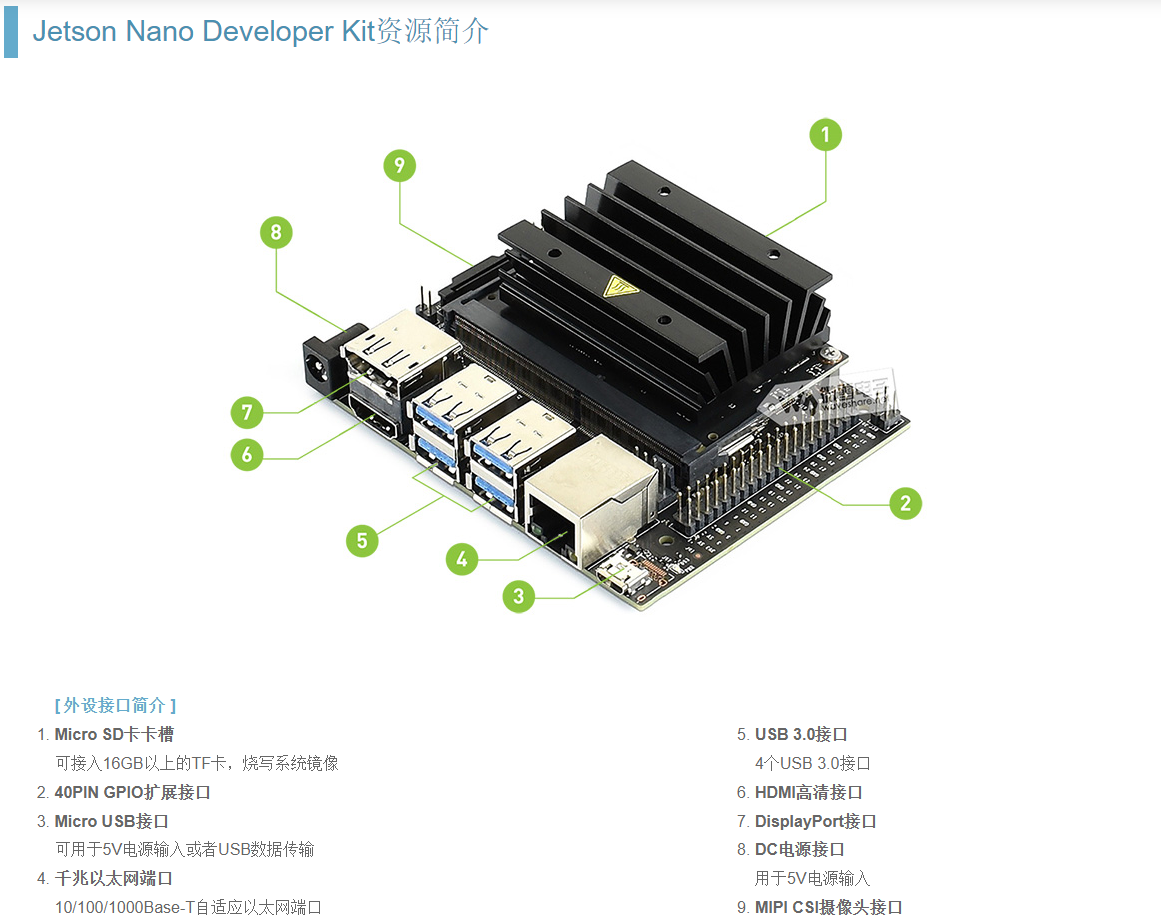 Jetson Nano Developer Kit资源简介
1
9
8
7
6
2
5
4
3
[ 外设接口简介 ]
1. Micro SD卡卡槽
可接入16GB以上的TF卡，烧写系统镜像
2. 40PIN GPIO扩展接口
3. Micro USB接口
可用于5V电源输入或者USB数据传输
4. 千兆以太网端口
10/100/1000Base-T自适应以太网端口
5. USB 3.0接口
4个USB 3.0接口
6. HDMI高清接口
7. DisplayPort接口
8. DC电源接口
用于5V电源输入
9. MIPI CSI摄像头接口